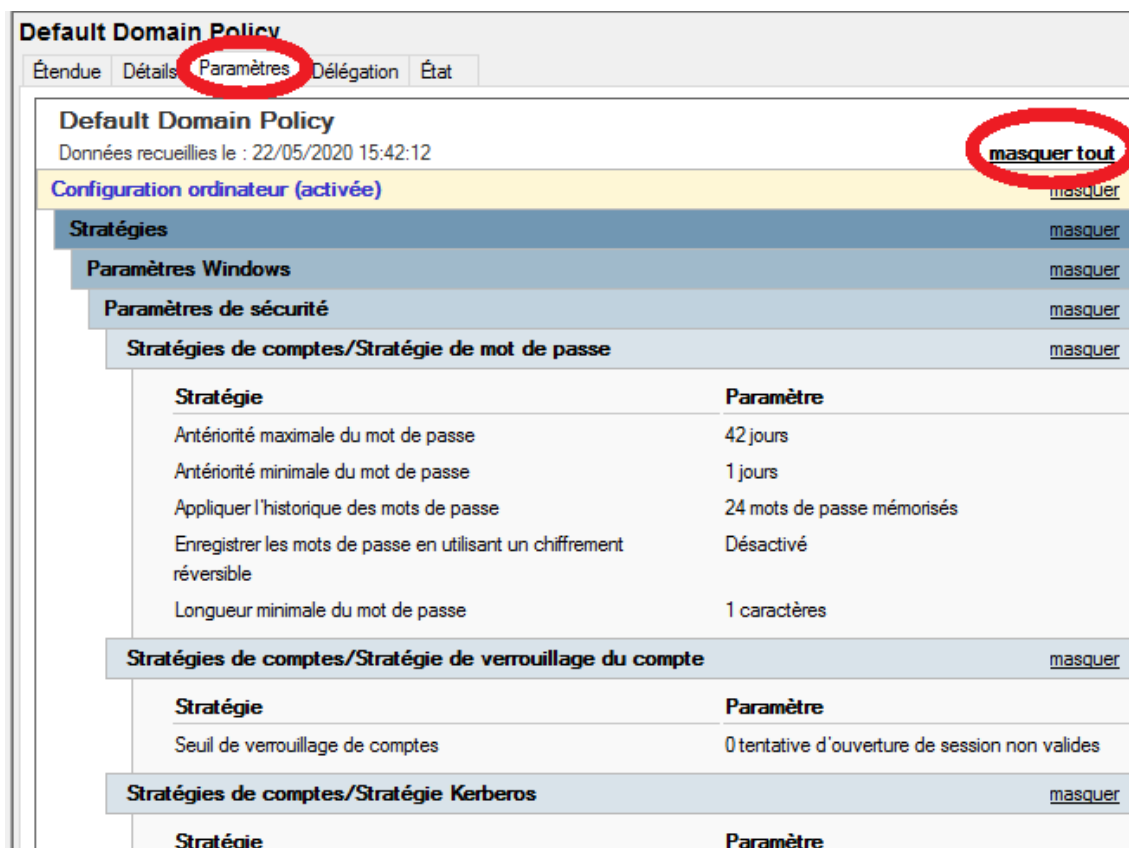 Default Domain Policy
Étendue Détails Paramètres Délégation État
Default Domain Policy
Données recueillies le : 22/05/2020 15:42:12
masquer tout
Configuration ordinateur (activée) masquer
Stratégies masquer
Paramètres Windows masquer
Paramètres de sécurité masquer
Stratégies de comptes/Stratégie de mot de passe masquer
Stratégie Paramètre
Antériorité maximale du mot de passe 42 jours
Antériorité minimale du mot de passe 1 jours
Appliquer l'historique des mots de passe 24 mots de passe mémorisés
Enregistrer les mots de passe en utilisant un chiffrement Désactivé
réversible
Longueur minimale du mot de passe 1 caractères
Stratégies de comptes/Stratégie de verrouillage du compte masquer
Stratégie Paramètre
Seuil de verrouillage de comptes 0 tentative d'ouverture de session non valides
Stratégies de comptes/Stratégie Kerberos masquer
Stratégie Paramètre